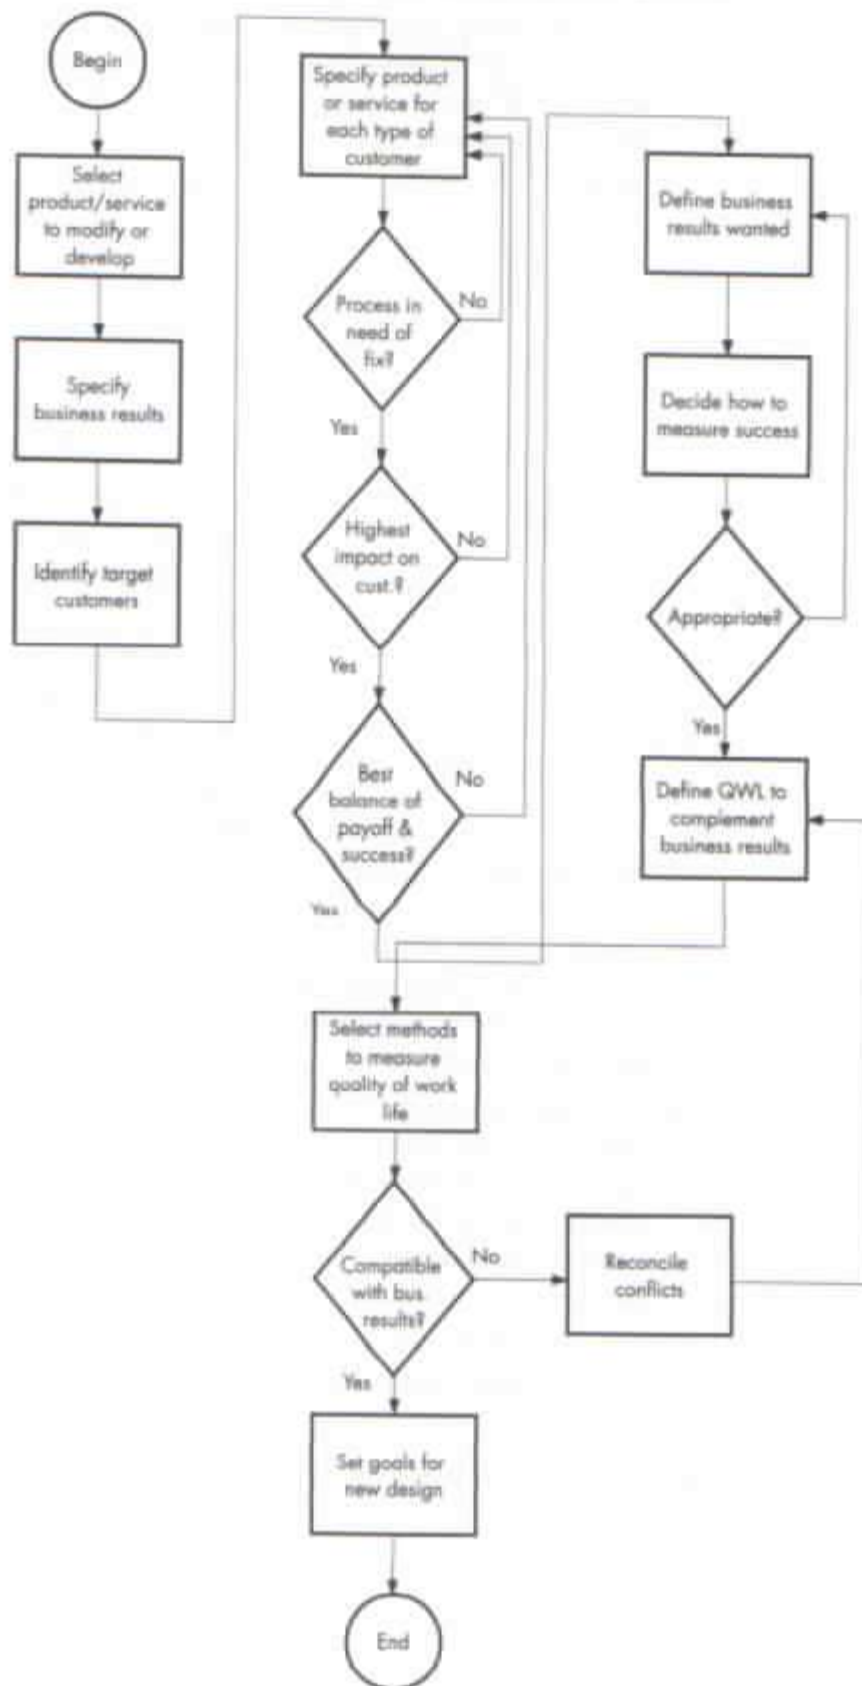 Begin
Select
product/service
to modify or
develop
Specify
business results
Identify target
customers
Specify product
or service for
each type of
customer
Process in
need of
fix?
No
Yes
Highest
impact on
cust.?
No
Yes
Best
balance of
payoff &
success?
No
Yes
Define business
results wanted
Decide how to
measure success
Appropriate?
Yes
Define QWL to
complement
business results
Select methods
to measure
quality of work
life
Compatible
with bus.
results?
No
Reconcile
conflicts
Yes
Set goals for
new design
End